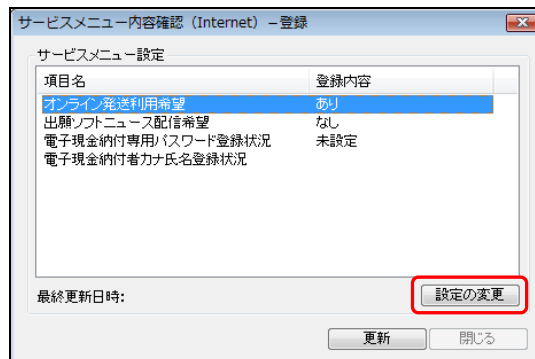 サービスメニュー内容確認（Internet）－登録
サービスメニュー設定
項目名 登録内容
オンライン発送利用希望 あり
出願ソフトニュース配信希望 なし
電子現金納付専用パスワード登録状況 未設定
電子現金納付者カナ氏名登録状況
最終更新日時: 設定の変更
更新 閉じる